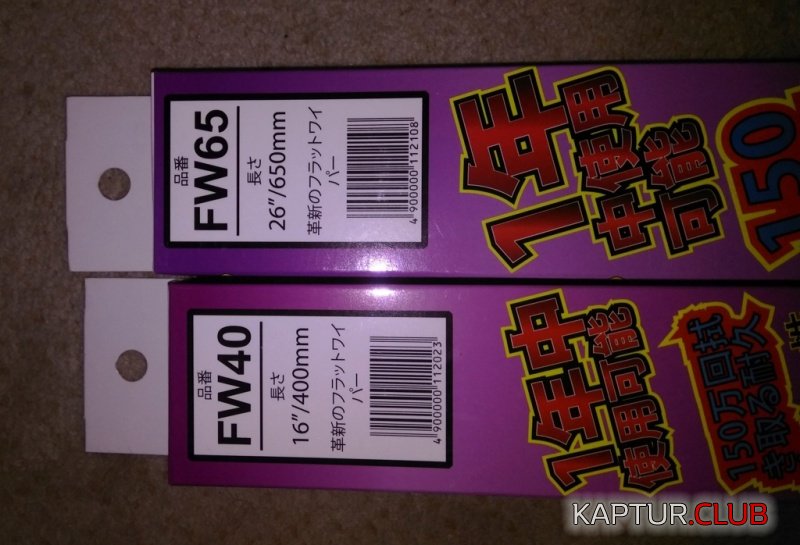 品番
FW65
長さ
26"/650mm
革新のフラットワイ
パー
4 900000 112108
1年
中使用
可能
150
品番
FW40
長さ
16"/400mm
革新のフラットワイ
パー
4 900000 112023
1年中
使用可能
150万回拭
き取る耐久
KAPTUR.CLUB